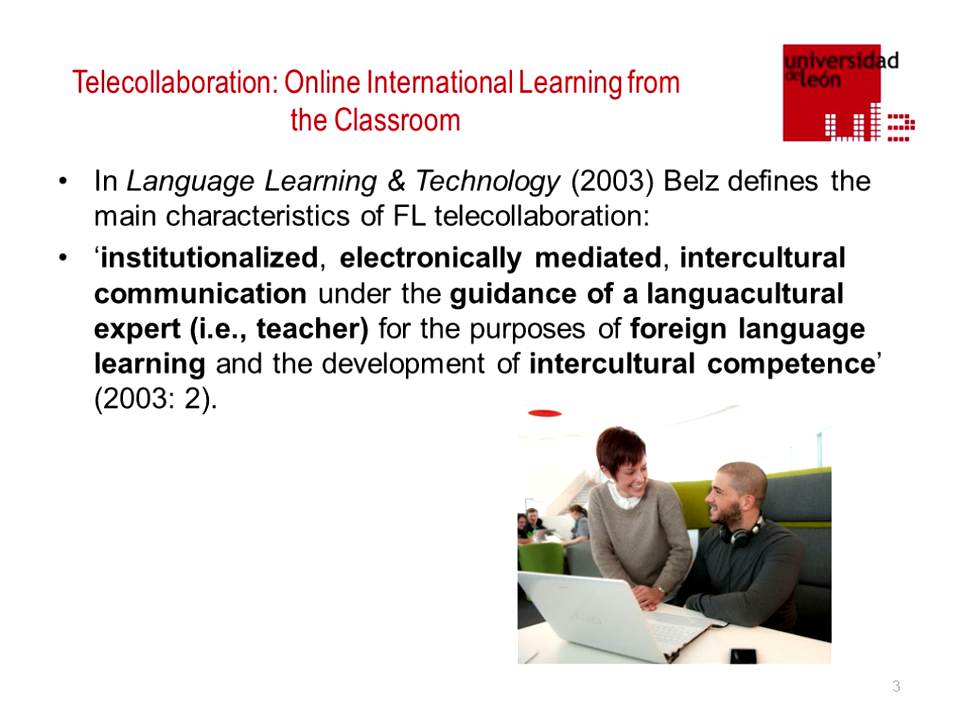 Telecollaboration: Online International Learning from
the Classroom
universidad
de león
• In Language Learning & Technology (2003) Belz defines the
main characteristics of FL telecollaboration:
• ‘institutionalized, electronically mediated, intercultural
communication under the guidance of a languacultural
expert (i.e., teacher) for the purposes of foreign language
learning and the development of intercultural competence’
(2003: 2).
3